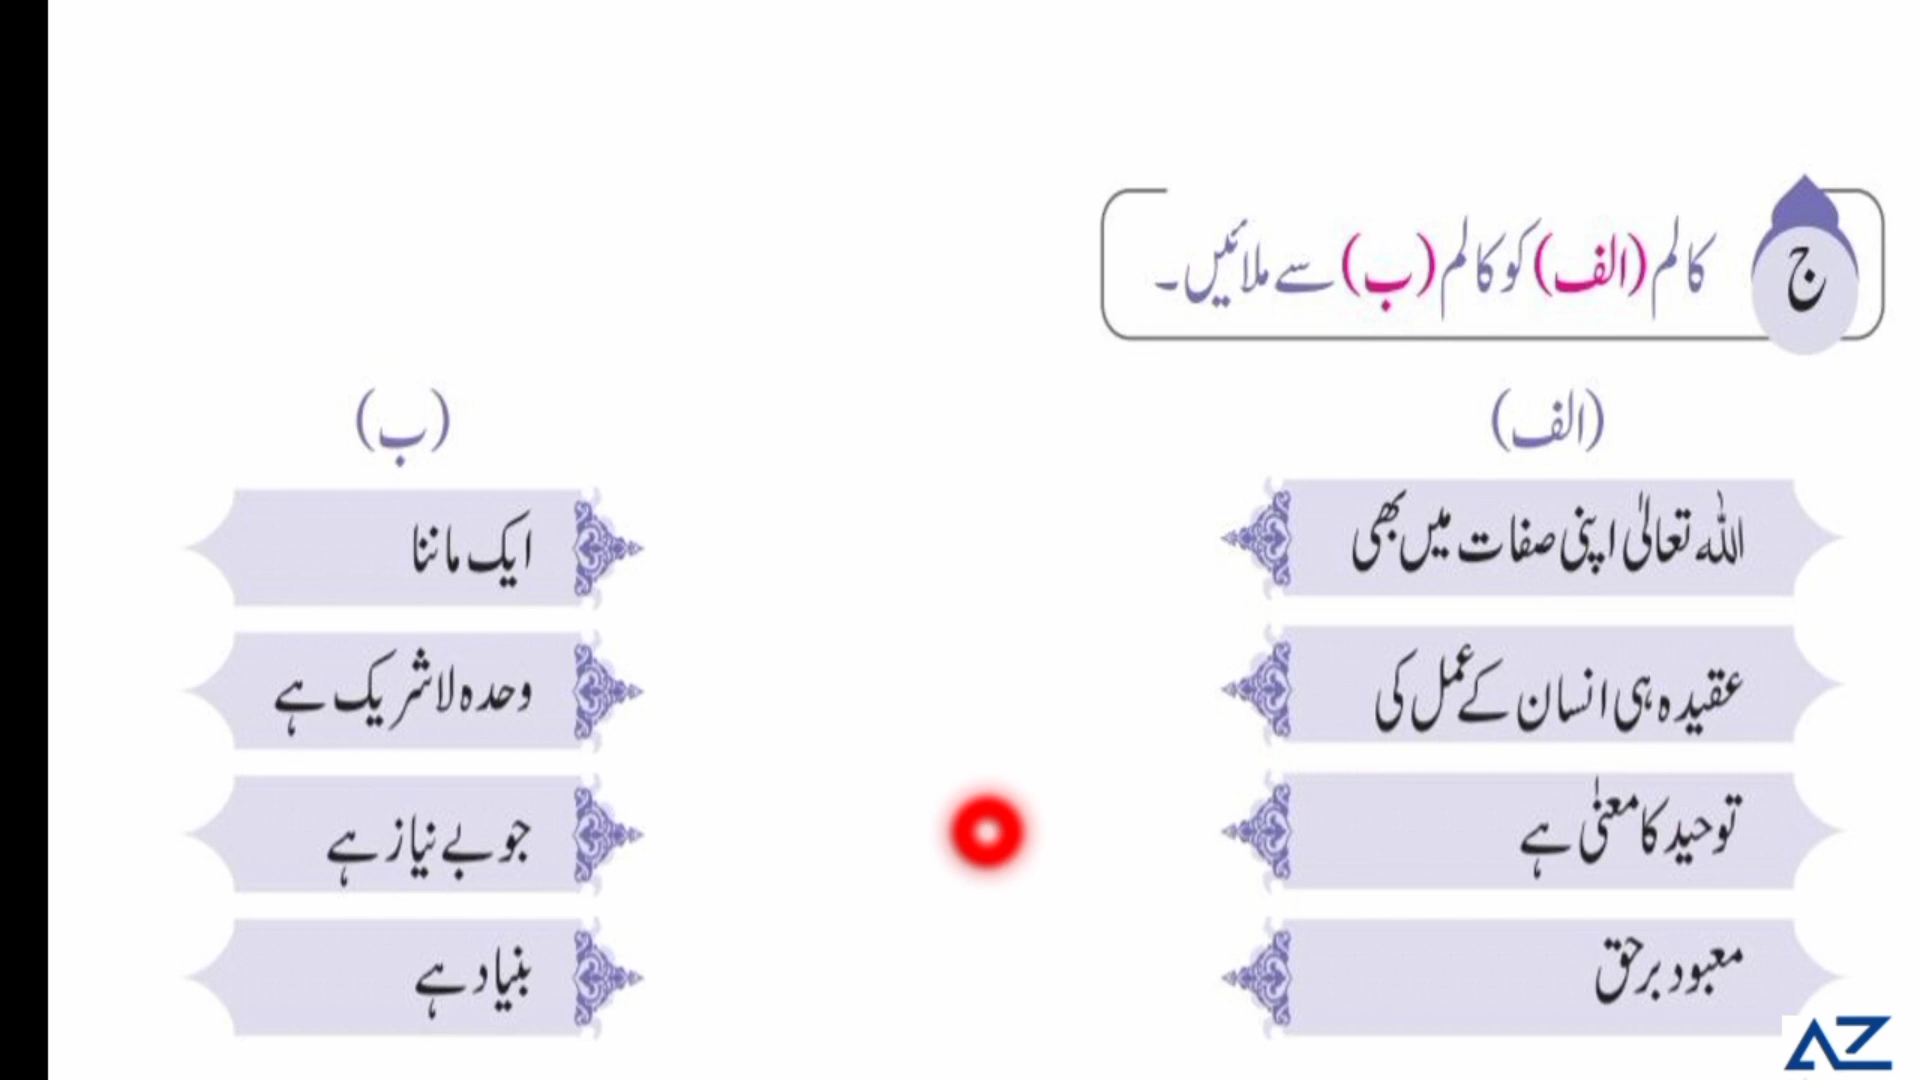 ج
کالم (الف) کو کالم (ب) سے ملائیں۔
(الف) (ب)
اللہ تعالیٰ اپنی صفات میں بھی ایک ماننا
عقیدہ ہی انسان کے عمل کی وحدہ لاشریک ہے
توحید کا معنیٰ ہے جو بے نیاز ہے
معبود برحق بنیاد ہے
AZ